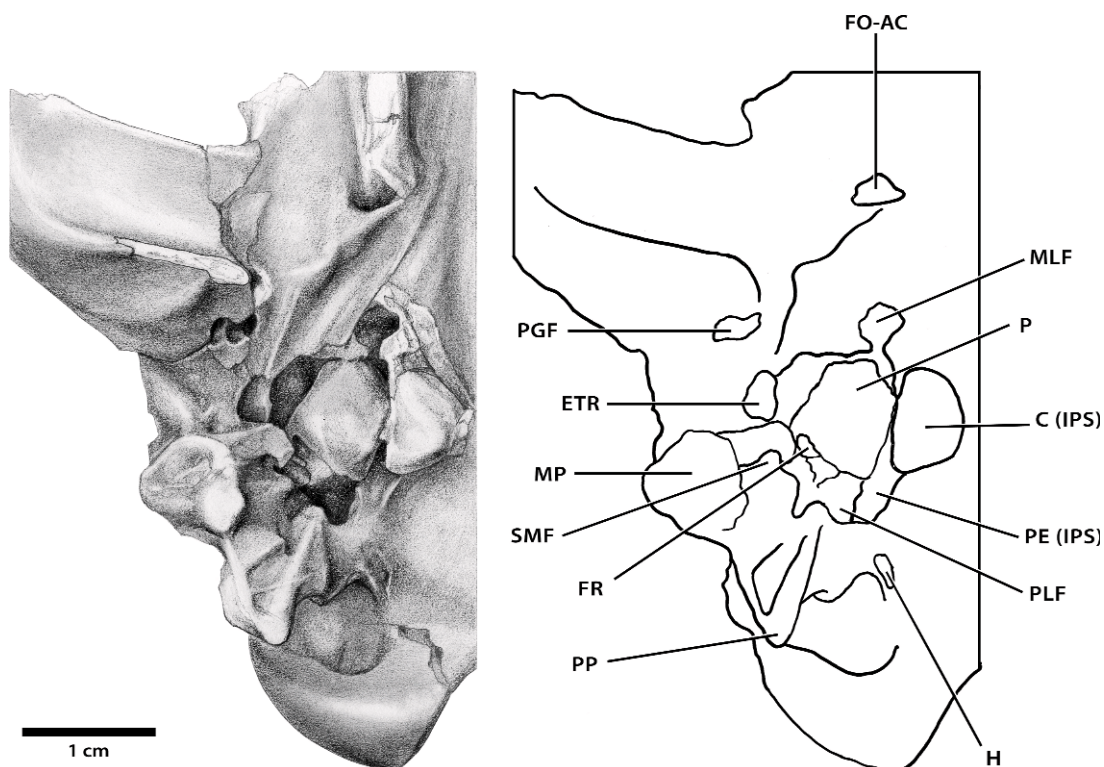 FO-AC
MLF
PGF
P
ETR
C (IPS)
MP
SMF
PE (IPS)
FR
PLF
PP
1 cm
H